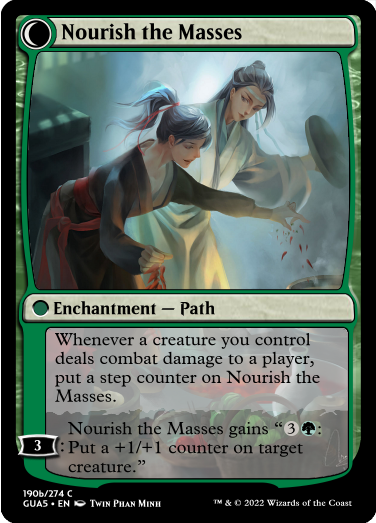 Nourish the Masses
Enchantment — Path
Whenever a creature you control
deals combat damage to a player,
put a step counter on Nourish the
Masses.
3
Nourish the Masses gains “3:
Put a +1/+1 counter on target
creature.”
190b/274 C
GUA5 • EN Twin Phan Minh
™ & © 2022 Wizards of the Coast